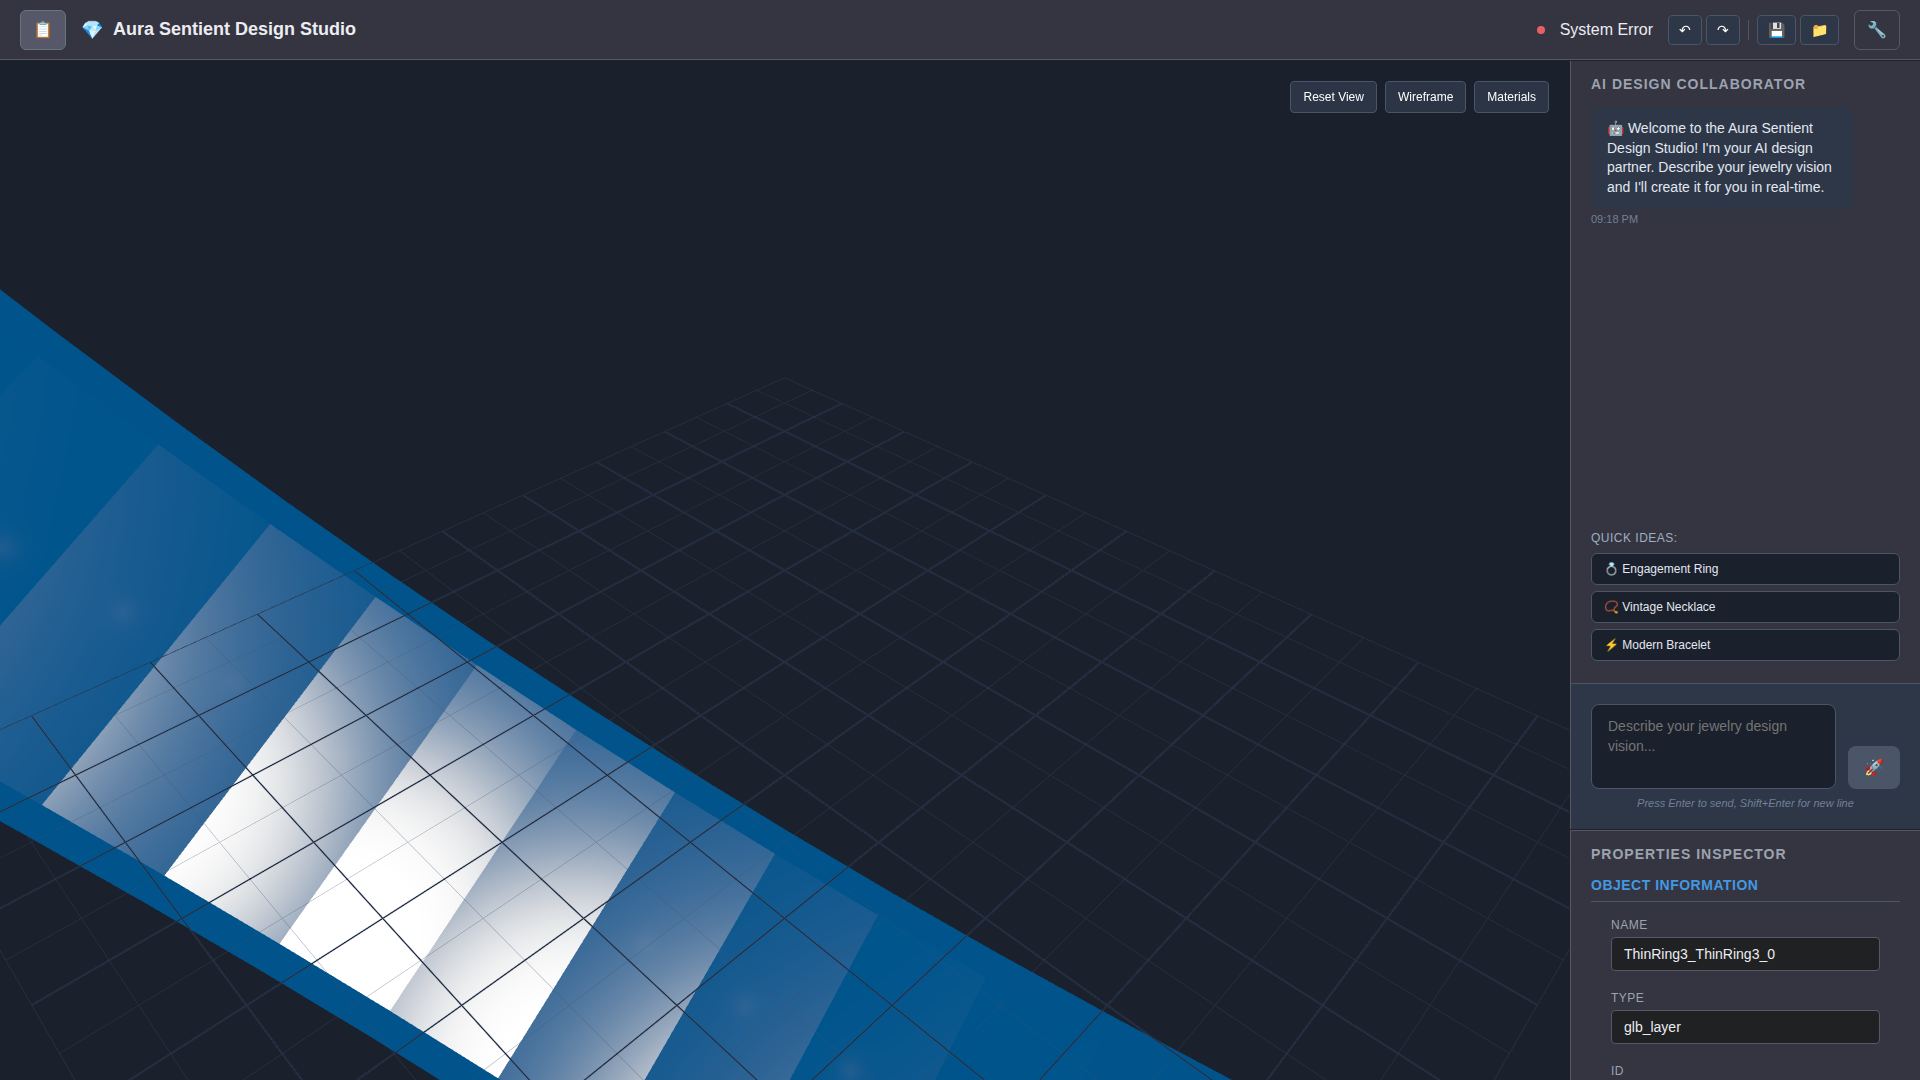 Aura Sentient Design Studio
System Error
Reset View
Wireframe
Materials
AI DESIGN COLLABORATOR
🤖 Welcome to the Aura Sentient
Design Studio! I'm your AI design
partner. Describe your jewelry vision
and I'll create it for you in real-time.
09:18 PM
QUICK IDEAS:
💍 Engagement Ring
📿 Vintage Necklace
⚡ Modern Bracelet
Describe your jewelry design
vision...
Press Enter to send, Shift+Enter for new line
PROPERTIES INSPECTOR
OBJECT INFORMATION
NAME
ThinRing3_ThinRing3_0
TYPE
glb_layer
ID